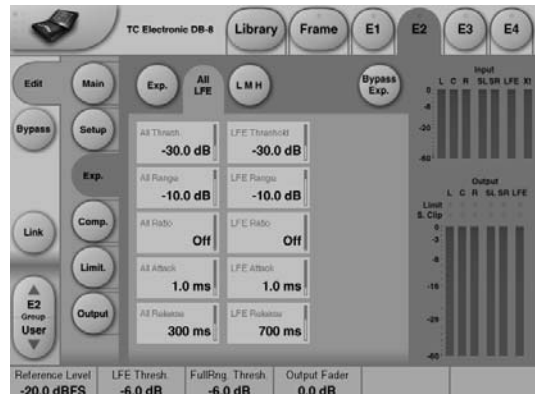 TC Electronic DB-8
Library
Frame
E1
E2
E3
E4
Edit
Main
Exp.
All
LFE
L M H
Bypass
Exp.
Input
L C R SL SR LFE Xt
0
-6
-20
-60
Bypass
Setup
All Thresh.
-30.0 dB
LFE Threshold
-30.0 dB
Exp.
All Range
-10.0 dB
LFE Range
-10.0 dB
Output
L C R SL SR LFE
Limit
S. Clip
0
-3
-8
-16
-28
-40
Link
Comp.
All Ratio
Off
LFE Ratio
Off
Limit.
All Attack
1.0 ms
LFE Attack
1.0 ms
E2
Group
User
Output
All Release
300 ms
LFE Release
700 ms
Reference Level
-20.0 dBFS
LFE Thresh.
-6.0 dB
FullRng. Thresh.
-6.0 dB
Output Fader
0.0 dB